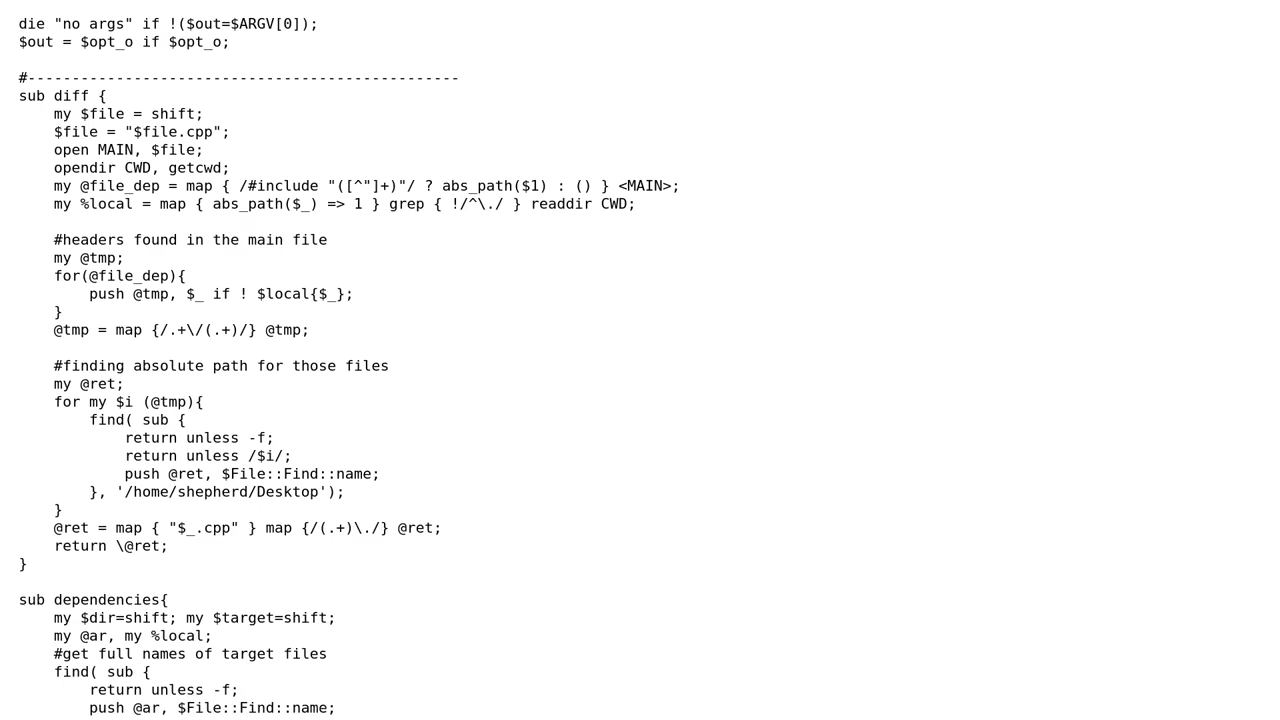 die "no args" if !($out=$ARGV[0]);
$out = $opt_o if $opt_o;

#-------------------------------------------------
sub diff {
    my $file = shift;
    $file = "$file.cpp";
    open MAIN, $file;
    opendir CWD, getcwd;
    my @file_dep = map { /#include "([^"]+)"/ ? abs_path($1) : () } <MAIN>;
    my %local = map { abs_path($_) => 1 } grep { !/^\./ } readdir CWD;

    #headers found in the main file
    my @tmp;
    for(@file_dep){
        push @tmp, $_ if ! $local{$_};
    }
    @tmp = map {/.+\/(.+)/} @tmp;

    #finding absolute path for those files
    my @ret;
    for my $i (@tmp){
        find( sub {
            return unless -f;
            return unless /$i/;
            push @ret, $File::Find::name;
        }, '/home/shepherd/Desktop');
    }
    @ret = map { "$_.cpp" } map {/(.+)\./} @ret;
    return \@ret;
}

sub dependencies{
    my $dir=shift; my $target=shift;
    my @ar, my %local;
    #get full names of target files
    find( sub {
        return unless -f;
        push @ar, $File::Find::name;